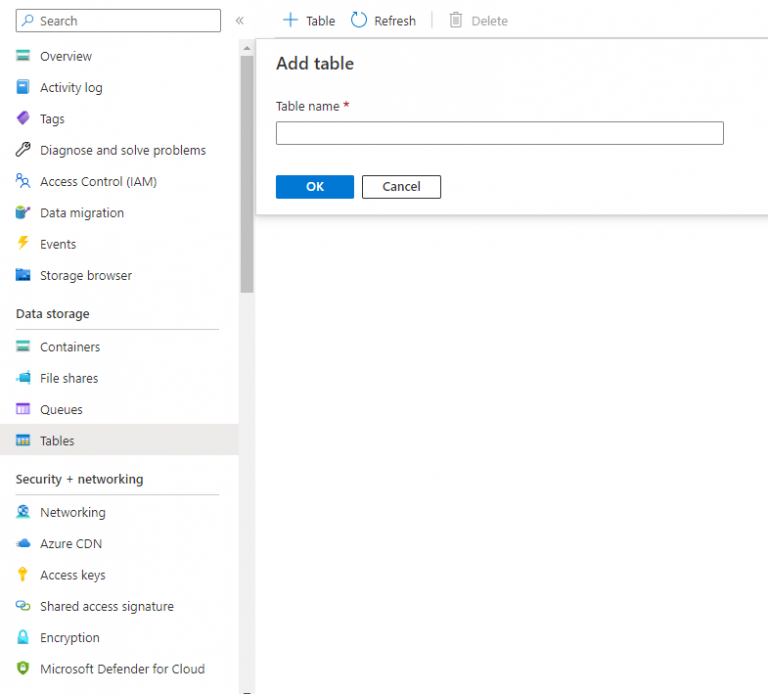 Search
«
Overview
Activity log
Tags
Diagnose and solve problems
Access Control (IAM)
Data migration
Events
Storage browser
Data storage
Containers
File shares
Queues
Tables
Security + networking
Networking
Azure CDN
Access keys
Shared access signature
Encryption
Microsoft Defender for Cloud
Table Refresh Delete
Add table
Table name *
OK Cancel